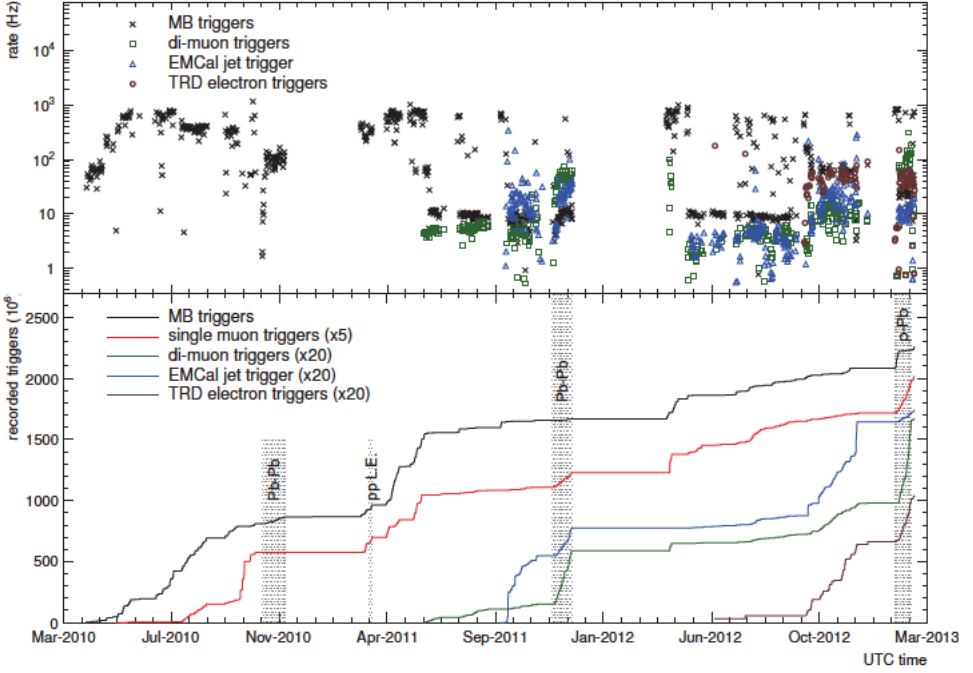 rate (Hz)
MB triggers
di-muon triggers
EMCal jet trigger
TRD electron triggers
10⁴
10³
10²
10
1
recorded triggers (10⁶
MB triggers
single muon triggers (x5)
di-muon triggers (x20)
EMCal jet trigger (x20)
TRD electron triggers (x20)
Pb-Pb
pp L.E.
Pb-Pb
p-Pb
2500
2000
1500
1000
500
0
Mar-2010 Jul-2010 Nov-2010 Apr-2011 Sep-2011 Jan-2012 Jun-2012 Oct-2012 Mar-2013
UTC time